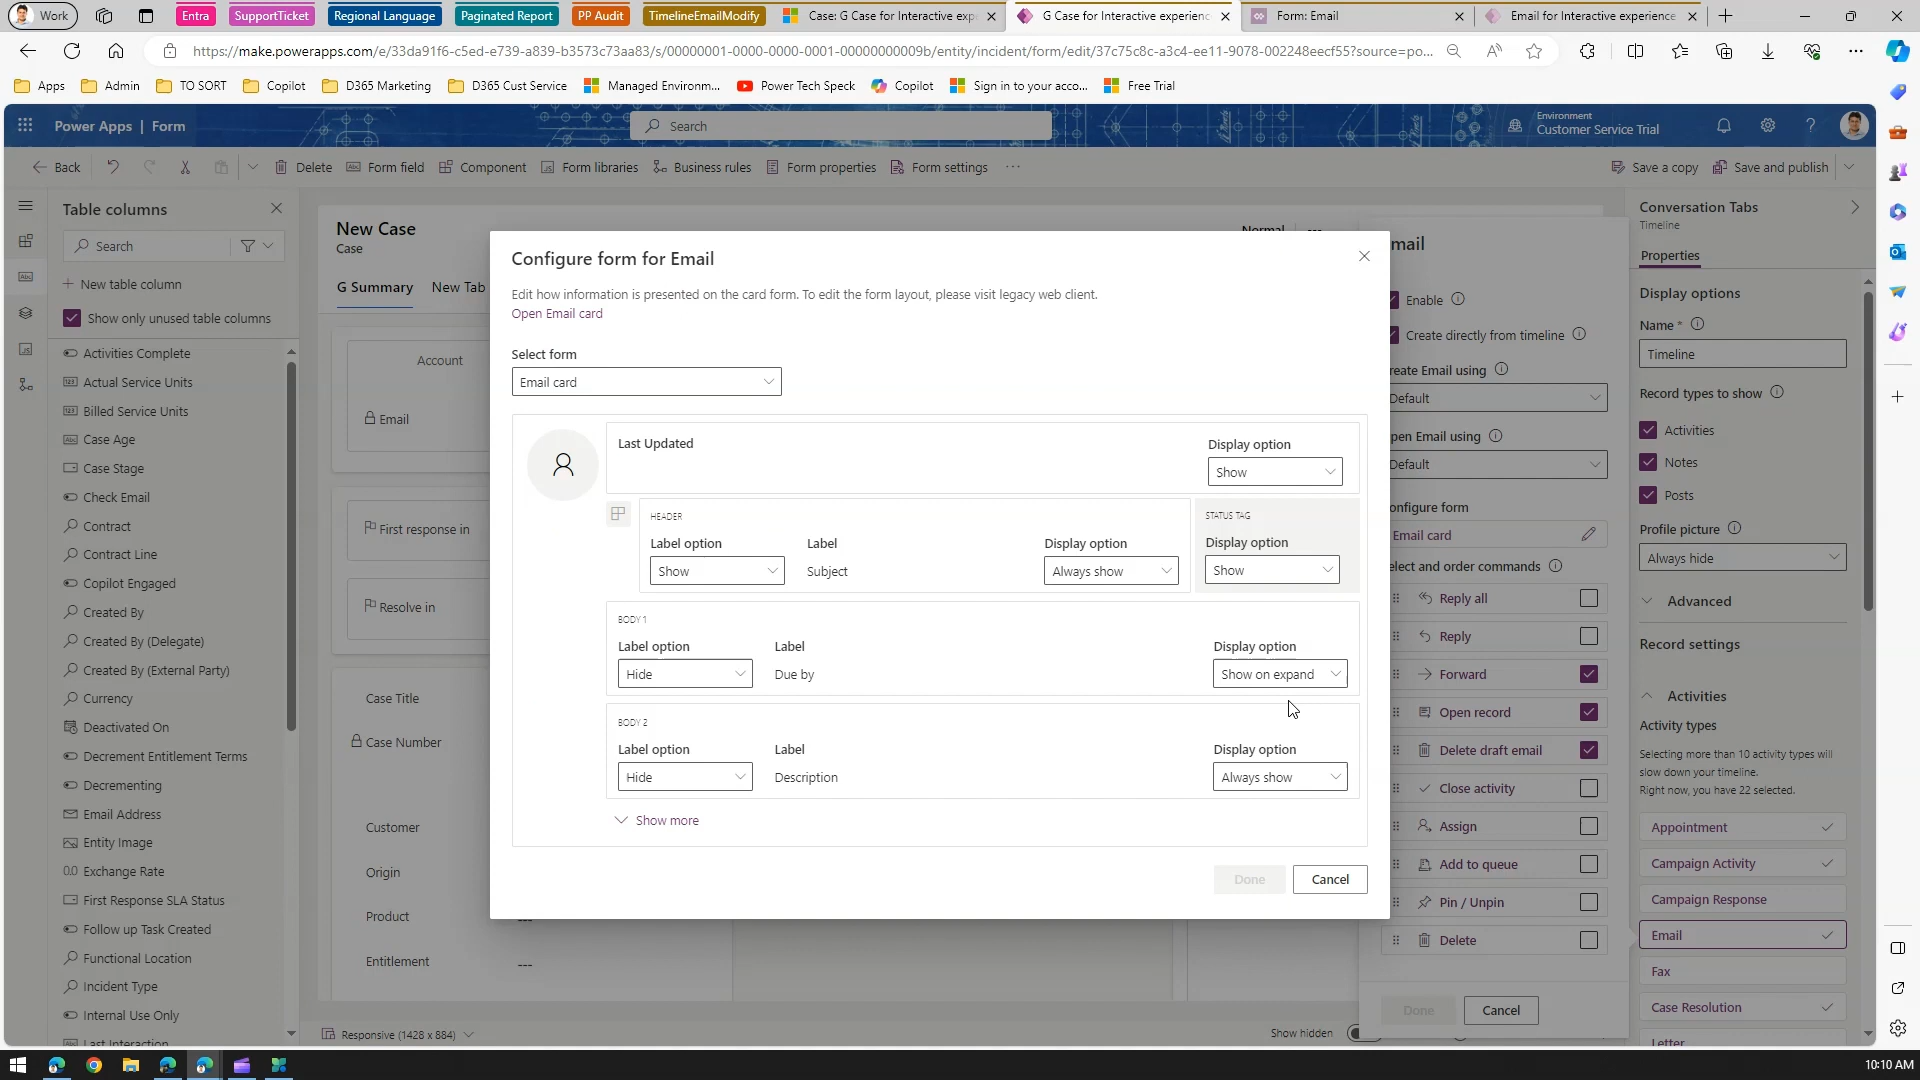 Work
Entra
SupportTicket
Regional Language
Paginated Report
PP Audit
TimelineEmailModify
Case: G Case for Interactive exp
G Case for Interactive experienc
Form: Email
Email for Interactive experience
https://make.powerapps.com/e/33da91f6-c5ed-e739-a839-b3573c73aa83/s/00000001-0000-0000-0001-00000000009b/entity/incident/form/edit/37c75c8c-a3c4-ee11-9078-002248eecf55?source=po...
Apps
Admin
TO SORT
Copilot
D365 Marketing
D365 Cust Service
Managed Environm...
Power Tech Speck
Copilot
Sign in to your acco...
Free Trial
Power Apps | Form
Search
Environment
Customer Service Trial
Back
Delete
Form field
Component
Form libraries
Business rules
Form properties
Form settings
Save a copy
Save and publish
Table columns
Search
New table column
Show only unused table columns
Activities Complete
Actual Service Units
Billed Service Units
Case Age
Case Stage
Check Email
Contract
Contract Line
Copilot Engaged
Created By
Created By (Delegate)
Created By (External Party)
Currency
Deactivated On
Decrement Entitlement Terms
Decrementing
Email Address
Entity Image
Exchange Rate
First Response SLA Status
Follow up Task Created
Functional Location
Incident Type
Internal Use Only
Last Interaction
New Case
Case
Normal
---
G Summary
New Tab
Account
Email
First response in
Resolve in
Case Title
Case Number
Customer
Origin
Product
---
Entitlement
---
Responsive (1428 x 884)
Show hidden
Configure form for Email
Edit how information is presented on the card form. To edit the form layout, please visit legacy web client.
Open Email card
Select form
Email card
Last Updated
Display option
Show
HEADER
Label option
Label
Display option
Show
Subject
Always show
STATUS TAG
Display option
Show
BODY 1
Label option
Label
Display option
Hide
Due by
Show on expand
BODY 2
Label option
Label
Display option
Hide
Description
Always show
Show more
Done
Cancel
mail
Enable
Create directly from timeline
reate Email using
Default
pen Email using
Default
onfigure form
Email card
elect and order commands
Reply all
Reply
Forward
Open record
Delete draft email
Close activity
Assign
Add to queue
Pin / Unpin
Delete
Done
Cancel
Conversation Tabs
Timeline
Properties
Display options
Name *
Timeline
Record types to show
Activities
Notes
Posts
Profile picture
Always hide
Advanced
Record settings
Activities
Activity types
Selecting more than 10 activity types will
slow down your timeline.
Right now, you have 22 selected.
Appointment
Campaign Activity
Campaign Response
Email
Fax
Case Resolution
Letter
10:10 AM